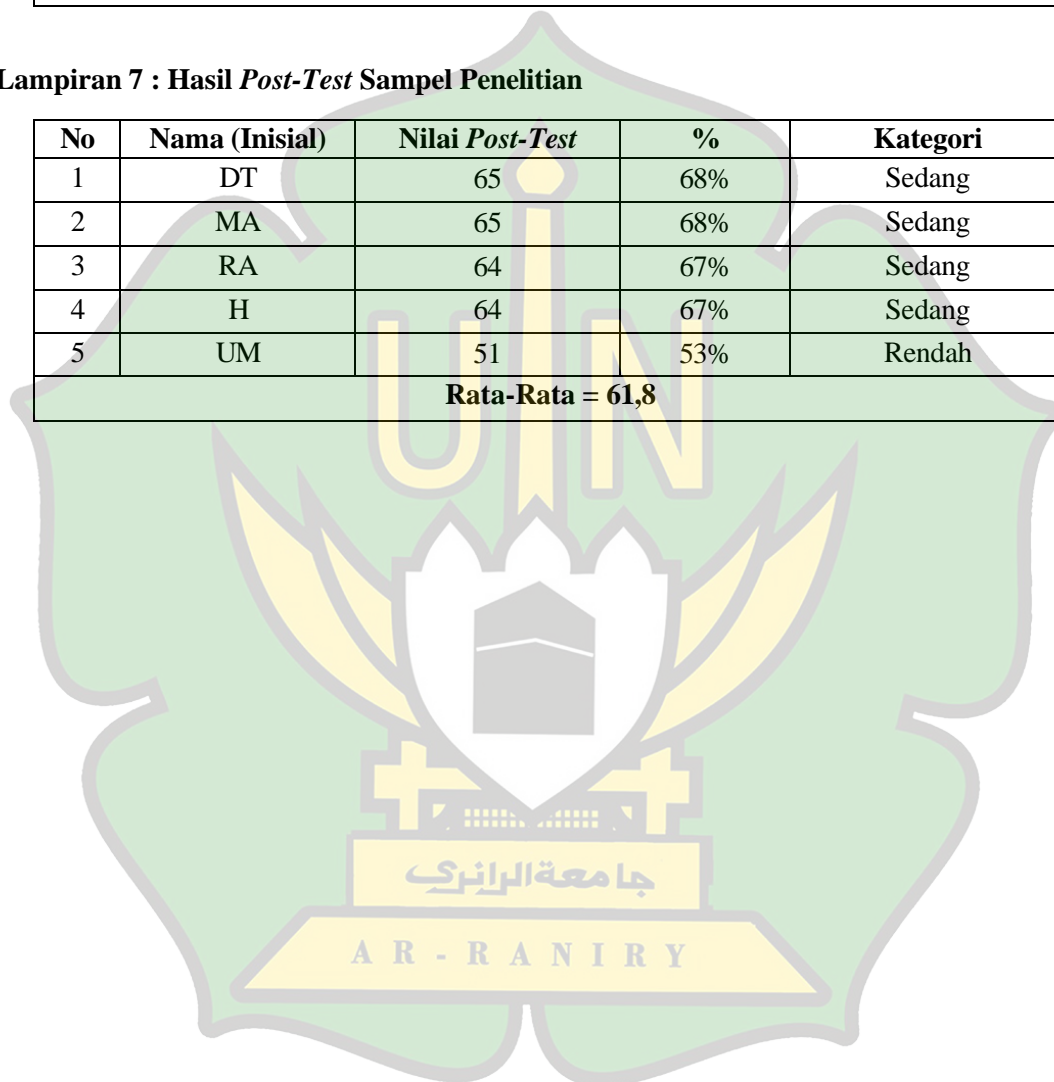 Lampiran 7 : Hasil Post-Test Sampel Penelitian
No Nama (Inisial) Nilai Post-Test % Kategori
1 DT 65 68% Sedang
2 MA 65 68% Sedang
3 RA 64 67% Sedang
4 H 64 67% Sedang
5 UM 51 53% Rendah
Rata-Rata = 61,8
UIN
جامعةالرانري
AR-RANIRY